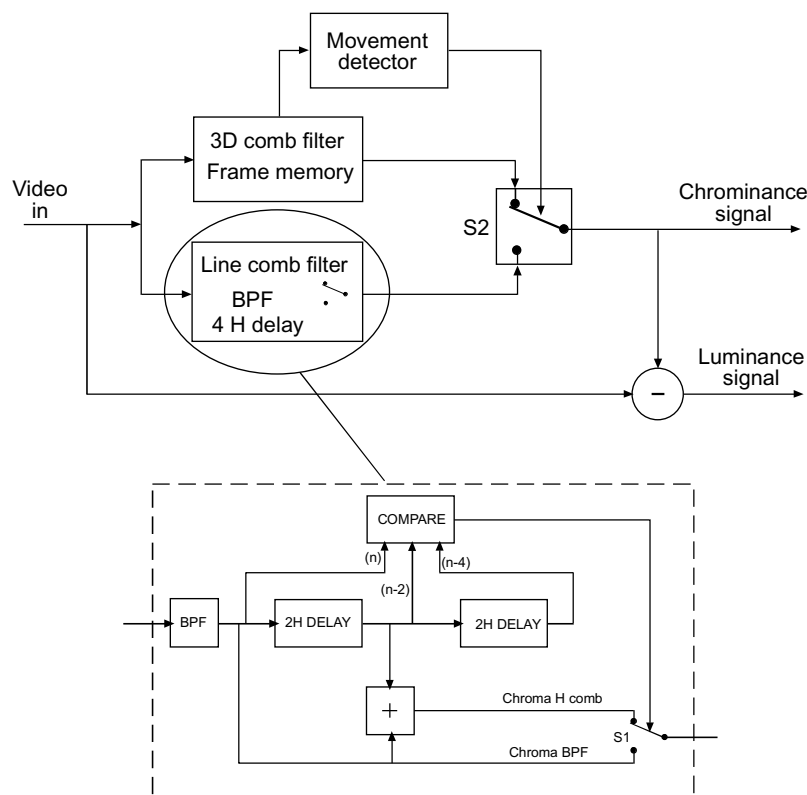 Movement
detector
3D comb filter
Frame memory
Video
in
Chrominance
signal
S2
Line comb filter
BPF
4 H delay
Luminance
signal
−
COMPARE
(n)
(n-4)
(n-2)
BPF
2H DELAY
2H DELAY
+
Chroma H comb
S1
Chroma BPF